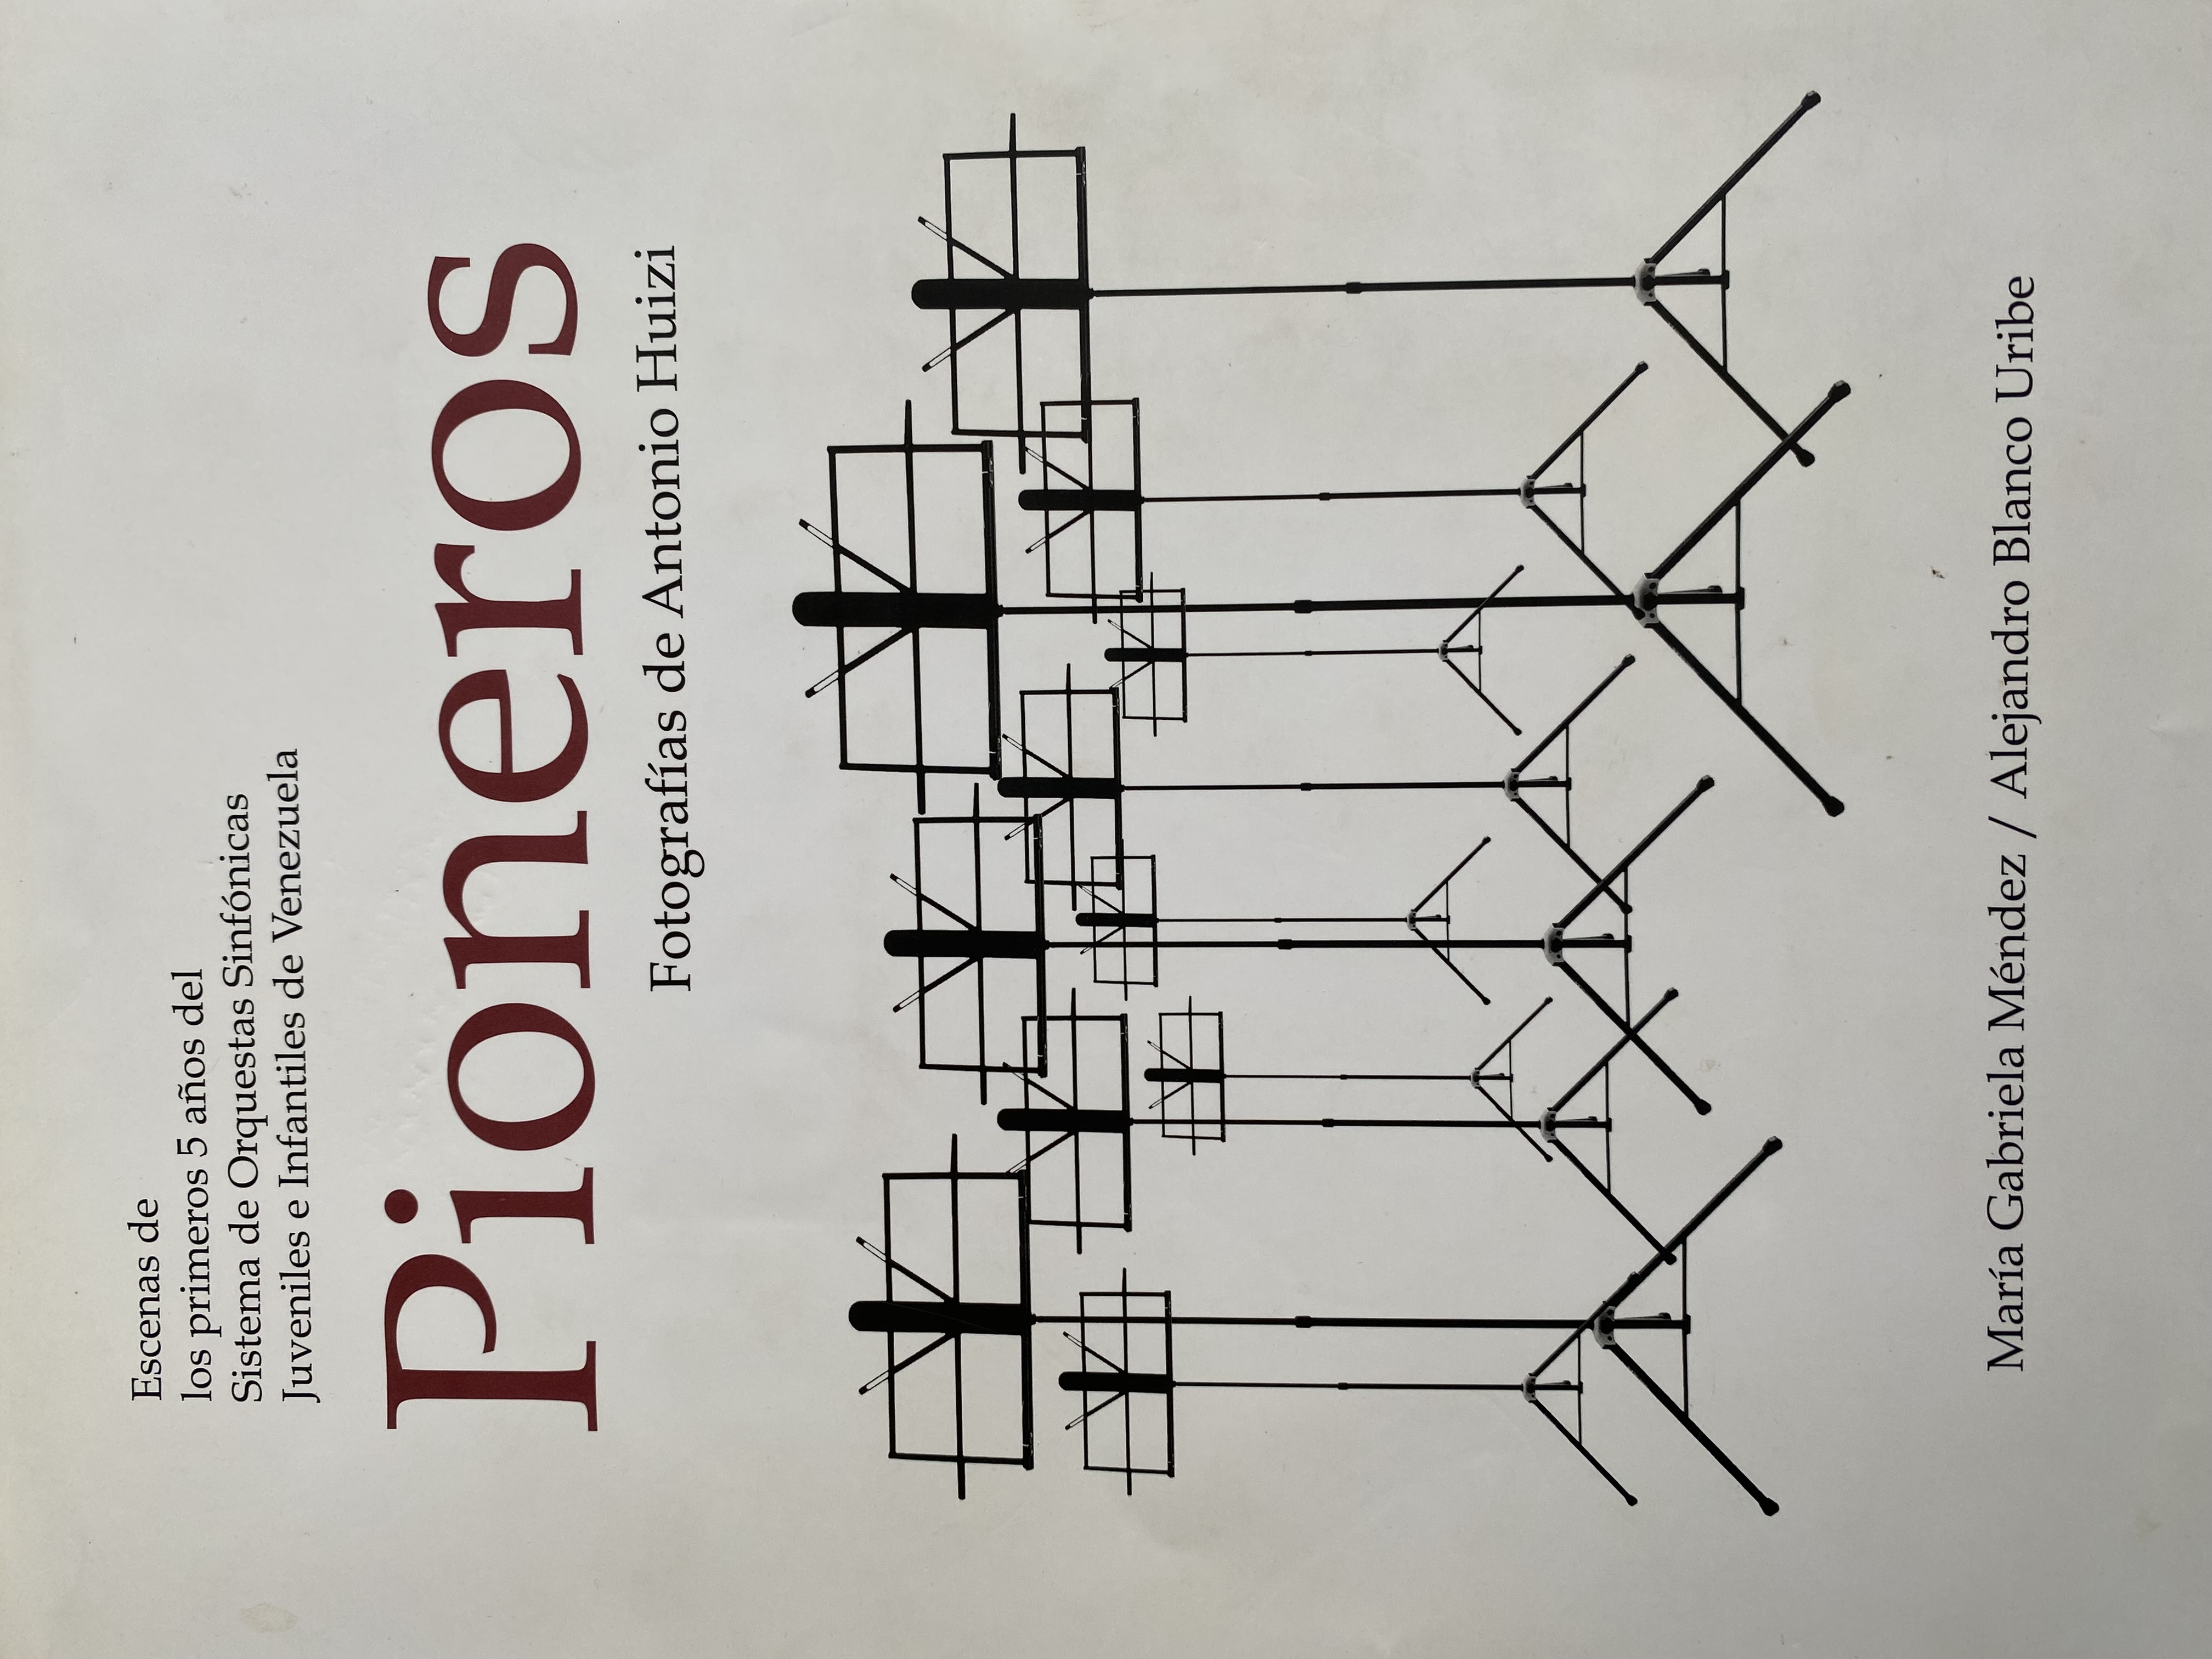 Escenas de
los primeros 5 años del
Sistema de Orquestas Sinfónicas
Juveniles e Infantiles de Venezuela
Pioneros
Fotografías de Antonio Huizi
María Gabriela Méndez / Alejandro Blanco Uribe